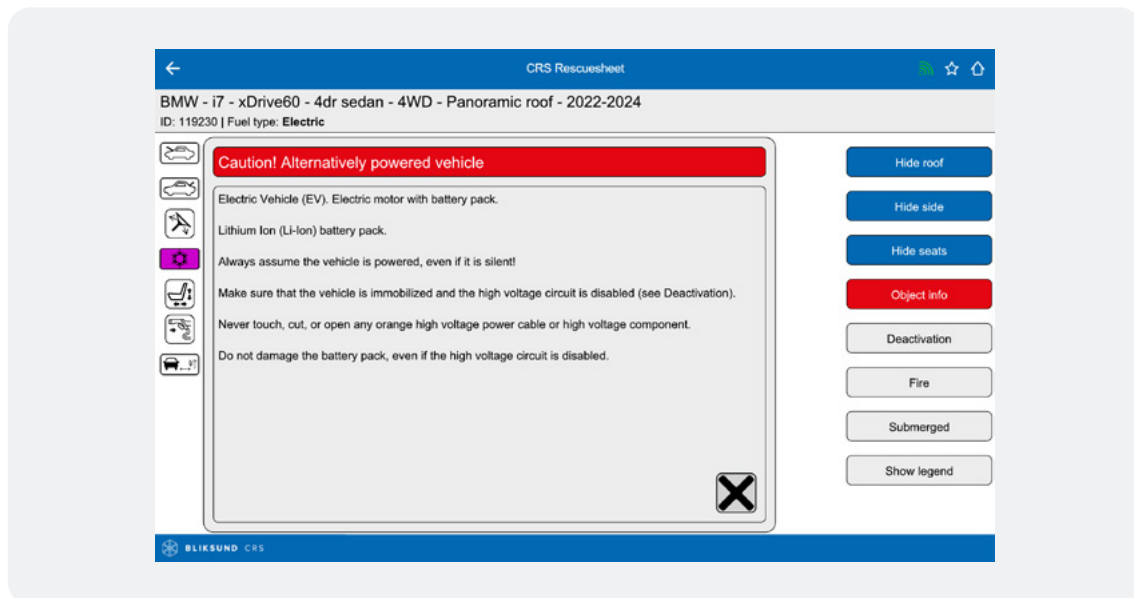 CRS Rescuesheet
BMW - i7 - xDrive60 - 4dr sedan - 4WD - Panoramic roof - 2022-2024
ID: 119230 | Fuel type: Electric
Caution! Alternatively powered vehicle
Electric Vehicle (EV). Electric motor with battery pack.
Lithium Ion (Li-Ion) battery pack.
Always assume the vehicle is powered, even if it is silent!
Make sure that the vehicle is immobilized and the high voltage circuit is disabled (see Deactivation).
Never touch, cut, or open any orange high voltage power cable or high voltage component.
Do not damage the battery pack, even if the high voltage circuit is disabled.
Hide roof
Hide side
Hide seats
Object info
Deactivation
Fire
Submerged
Show legend
BLIKSUND CRS